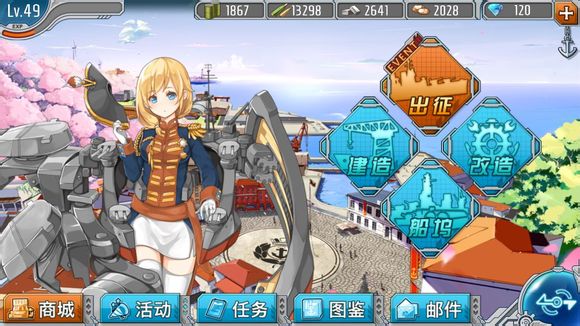 Lv.49
EXP
1867
13298
2641
2028
120
EVENT
出征
建造
改造
船坞
商城
活动
任务
图鉴
邮件